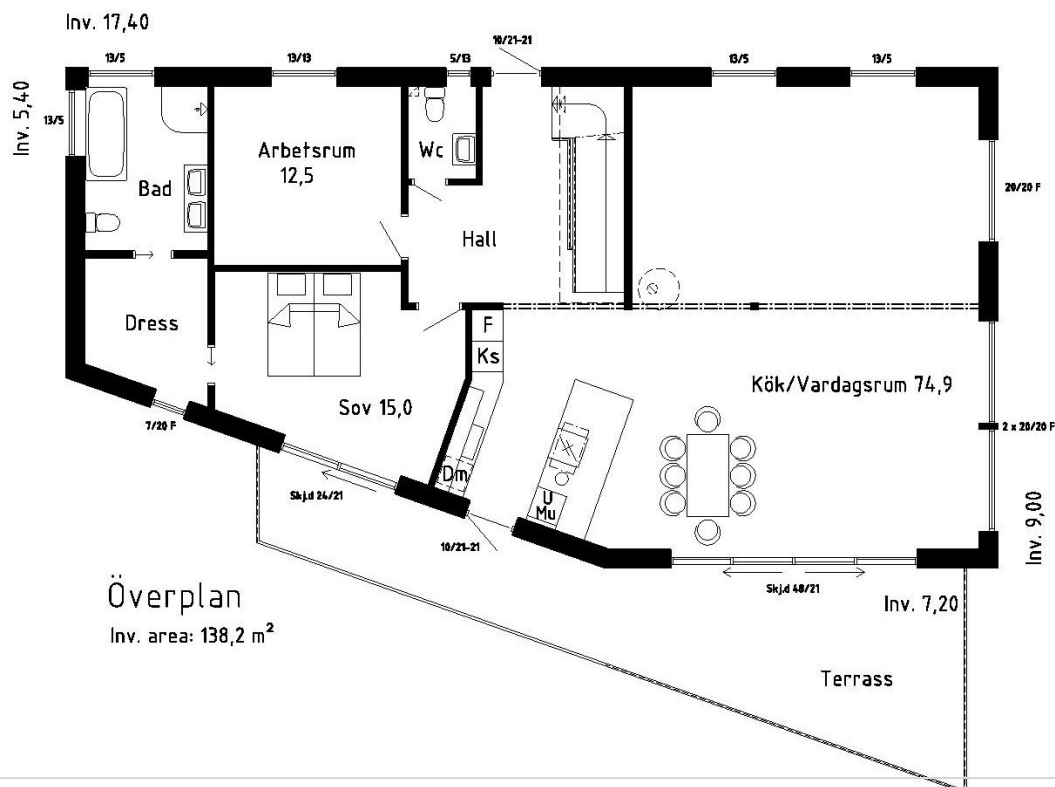 Inv. 17,40
13/5
13/13
5/13
10/21-21
13/5
13/5
Inv. 5,40
13/5
Arbetsrum
12,5
Wc
Bad
20/20 F
Hall
Dress
F
Ks
Kök/Vardagsrum 74,9
Sov 15,0
7/20 F
2 x 20/20 F
Dm
Skj.d 24/21
U
Mu
10/21-21
Inv. 9,00
Skj.d 48/21
Överplan
Inv. 7,20
Inv. area: 138,2 m²
Terrass